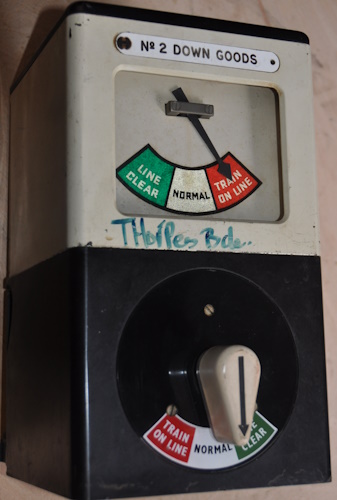 Nº 2 DOWN GOODS
LINE
CLEAR
NORMAL
TRAIN
ON LINE
THorpes Bde.
TRAIN
ON LINE
NORMAL
CLEAR